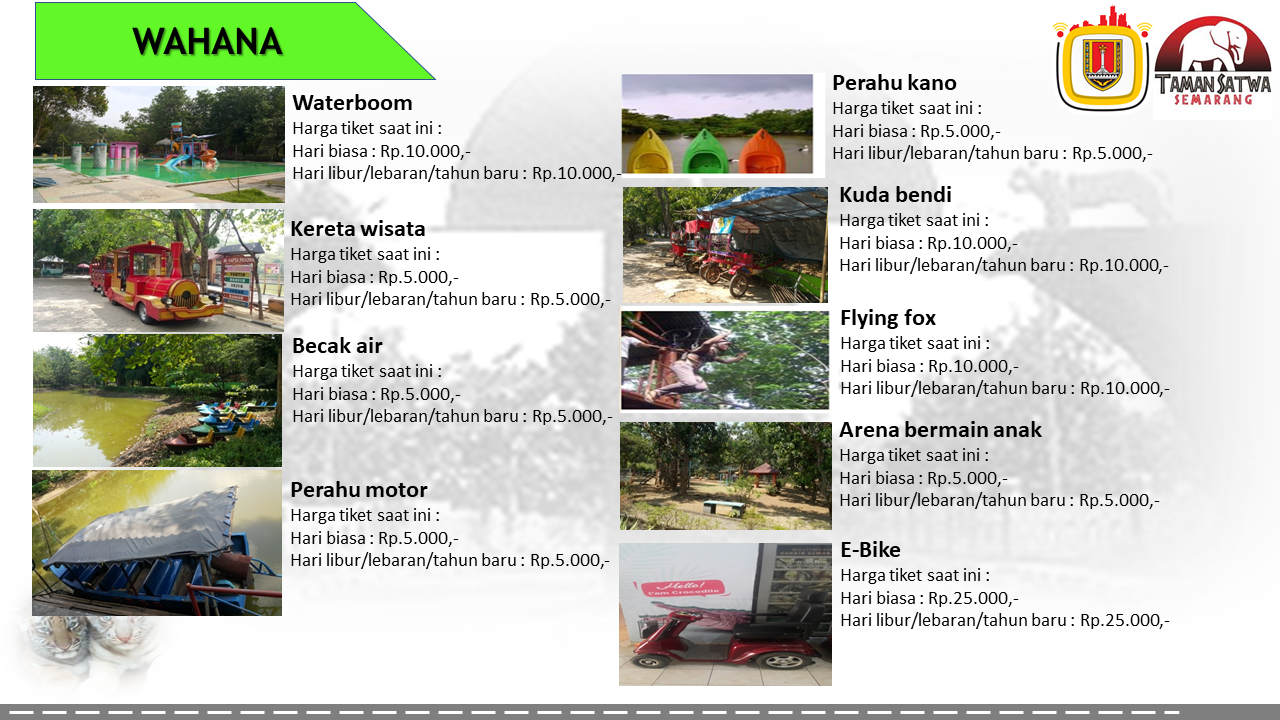 WAHANA
TAMAN SATWA
SEMARANG
Waterboom
Harga tiket saat ini :
Hari biasa : Rp.10.000,-
Hari libur/lebaran/tahun baru : Rp.10.000,-
Kereta wisata
Harga tiket saat ini :
Hari biasa : Rp.5.000,-
Hari libur/lebaran/tahun baru : Rp.5.000,-
Becak air
Harga tiket saat ini :
Hari biasa : Rp.5.000,-
Hari libur/lebaran/tahun baru : Rp.5.000,-
Perahu motor
Harga tiket saat ini :
Hari biasa : Rp.5.000,-
Hari libur/lebaran/tahun baru : Rp.5.000,-
Perahu kano
Harga tiket saat ini :
Hari biasa : Rp.5.000,-
Hari libur/lebaran/tahun baru : Rp.5.000,-
Kuda bendi
Harga tiket saat ini :
Hari biasa : Rp.10.000,-
Hari libur/lebaran/tahun baru : Rp.10.000,-
Flying fox
Harga tiket saat ini :
Hari biasa : Rp.10.000,-
Hari libur/lebaran/tahun baru : Rp.10.000,-
Arena bermain anak
Harga tiket saat ini :
Hari biasa : Rp.5.000,-
Hari libur/lebaran/tahun baru : Rp.5.000,-
E-Bike
Harga tiket saat ini :
Hari biasa : Rp.25.000,-
Hari libur/lebaran/tahun baru : Rp.25.000,-
Hello!
I'am Crocodile